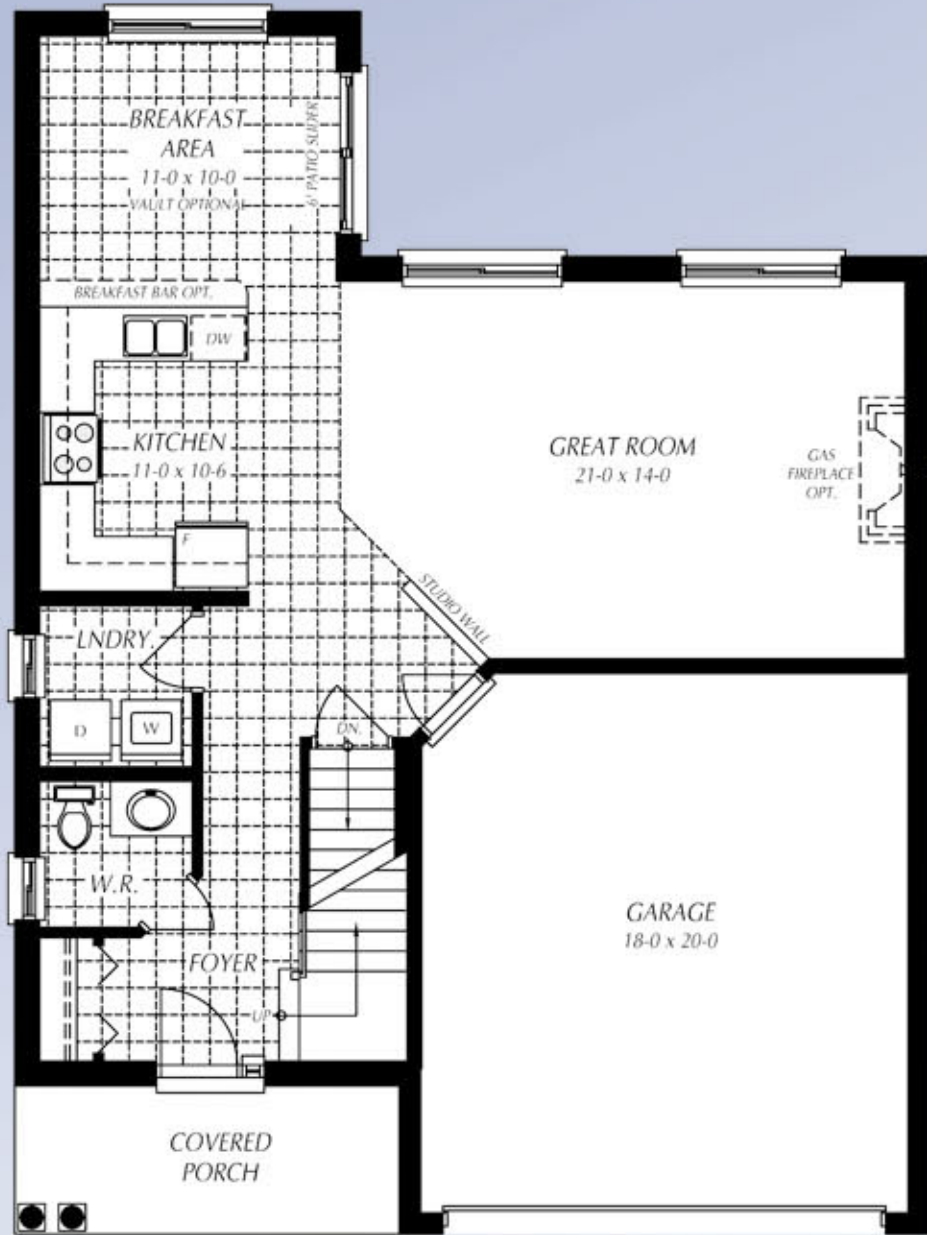 BREAKFAST
AREA
11-0 x 10-0
VAULT OPTIONAL
6' PATIO SLIDER
BREAKFAST BAR OPT.
DW
KITCHEN
11-0 x 10-6
F
GREAT ROOM
21-0 x 14-0
GAS
FIREPLACE
OPT.
STUDIO WALL
LNDRY.
D
W
DN.
W.R.
FOYER
UP
GARAGE
18-0 x 20-0
COVERED
PORCH